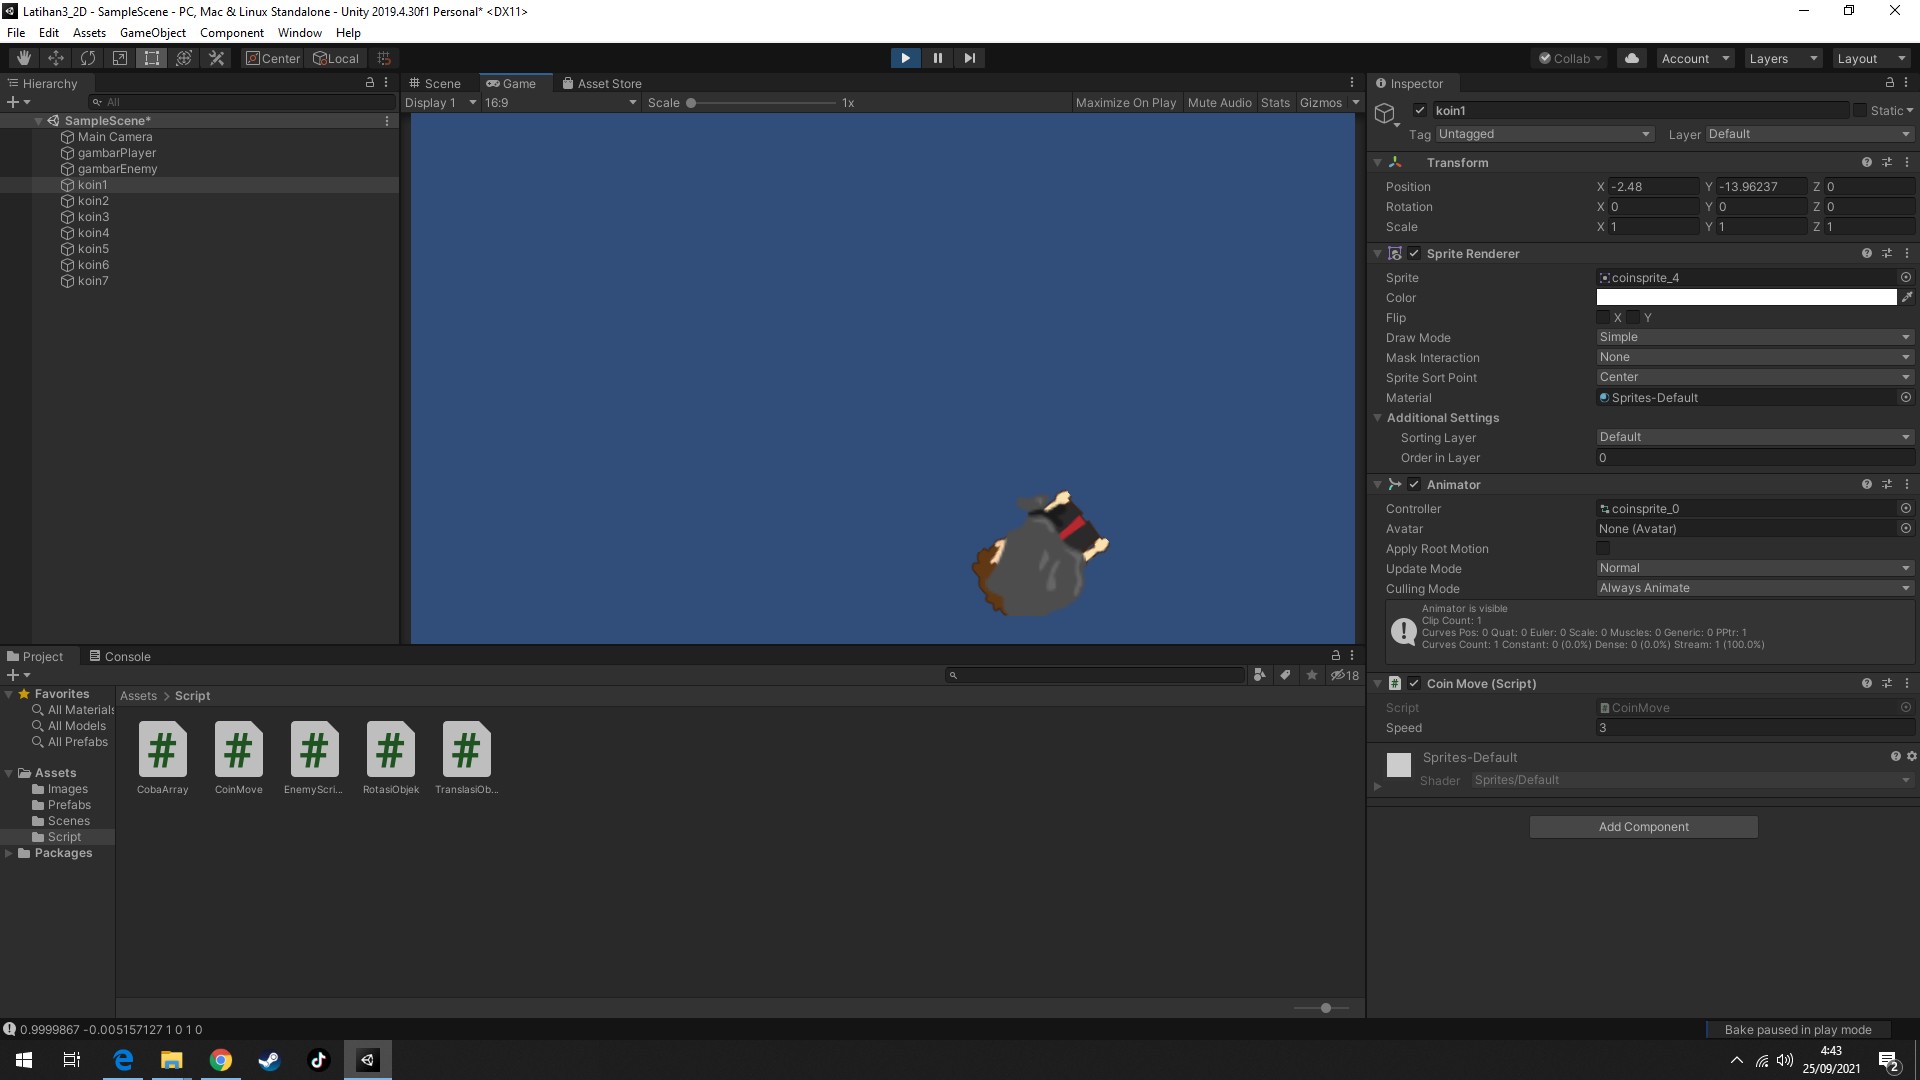 Latihan3_2D - SampleScene - PC, Mac & Linux Standalone - Unity 2019.4.30f1 Personal* <DX11>
File Edit Assets GameObject Component Window Help
Center Local Collab Account Layers Layout
Hierarchy
All
SampleScene*
Main Camera
gambarPlayer
gambarEnemy
koin1
koin2
koin3
koin4
koin5
koin6
koin7
Scene Game Asset Store
Display 1 16:9 Scale 1x Maximize On Play Mute Audio Stats Gizmos
Inspector
koin1 Static
Tag Untagged Layer Default
Transform
Position X -2.48 Y -13.96237 Z 0
Rotation X 0 Y 0 Z 0
Scale X 1 Y 1 Z 1
Sprite Renderer
Sprite coinsprite_4
Color
Flip X Y
Draw Mode Simple
Mask Interaction None
Sprite Sort Point Center
Material Sprites-Default
Additional Settings
Sorting Layer Default
Order in Layer 0
Animator
Controller coinsprite_0
Avatar None (Avatar)
Apply Root Motion
Update Mode Normal
Culling Mode Always Animate
Animator is visible
Clip Count: 1
Curves Pos: 0 Quat: 0 Euler: 0 Scale: 0 Muscles: 0 Generic: 0 PPtr: 1
Curves Count: 1 Constant: 0 (0.0%) Dense: 0 (0.0%) Stream: 1 (100.0%)
Coin Move (Script)
Script CoinMove
Speed 3
Sprites-Default
Shader Sprites/Default
Add Component
Project Console
18
Favorites
All Materials
All Models
All Prefabs
Assets
Images
Prefabs
Scenes
Script
Packages
Assets > Script
CobaArray CoinMove EnemyScri... RotasiObjek TranslasiOb...
0.9999867 -0.005157127 1 0 1 0
Bake paused in play mode
4:43
25/09/2021
2